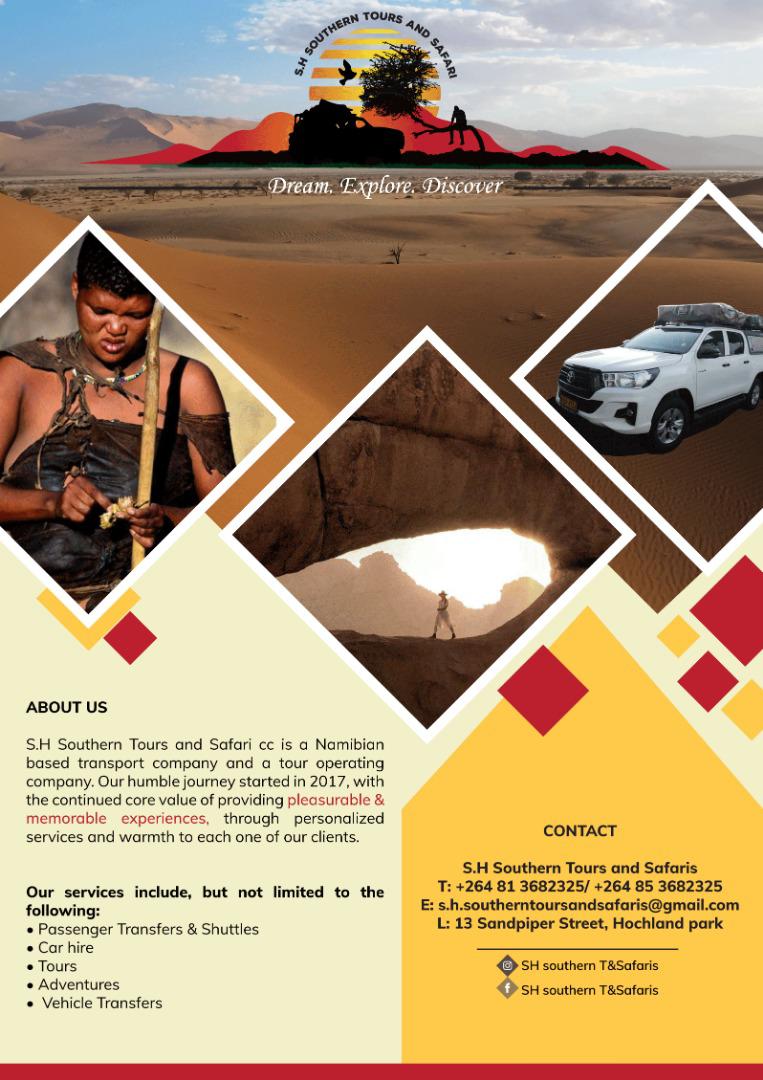 S.H SOUTHERN TOURS AND SAFARI
Dream. Explore. Discover
ABOUT US
S.H Southern Tours and Safari cc is a Namibian
based transport company and a tour operating
company. Our humble journey started in 2017, with
the continued core value of providing pleasurable &
memorable experiences, through personalized
services and warmth to each one of our clients.
Our services include, but not limited to the
following:
• Passenger Transfers & Shuttles
• Car hire
• Tours
• Adventures
• Vehicle Transfers
CONTACT
S.H Southern Tours and Safaris
T: +264 81 3682325/ +264 85 3682325
E: s.h.southerntoursandsafaris@gmail.com
L: 13 Sandpiper Street, Hochland park
SH southern T&Safaris
SH southern T&Safaris